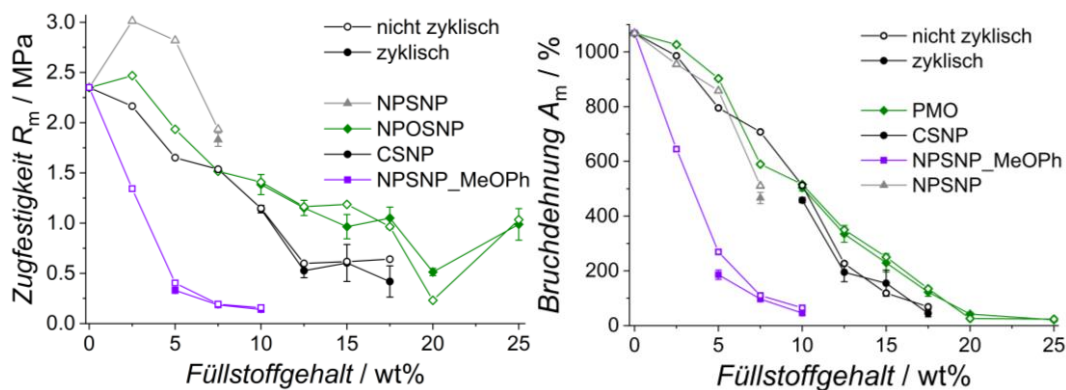 Zugfestigkeit Rm / MPa
3.0
2.5
2.0
1.5
1.0
0.5
0.0
nicht zyklisch
zyklisch
NPSNP
NPOSNP
CSNP
NPSNP_MeOPh
0 5 10 15 20 25
Füllstoffgehalt / wt%
Bruchdehnung Am / %
1000
800
600
400
200
0
nicht zyklisch
zyklisch
PMO
CSNP
NPSNP_MeOPh
NPSNP
0 5 10 15 20 25
Füllstoffgehalt / wt%